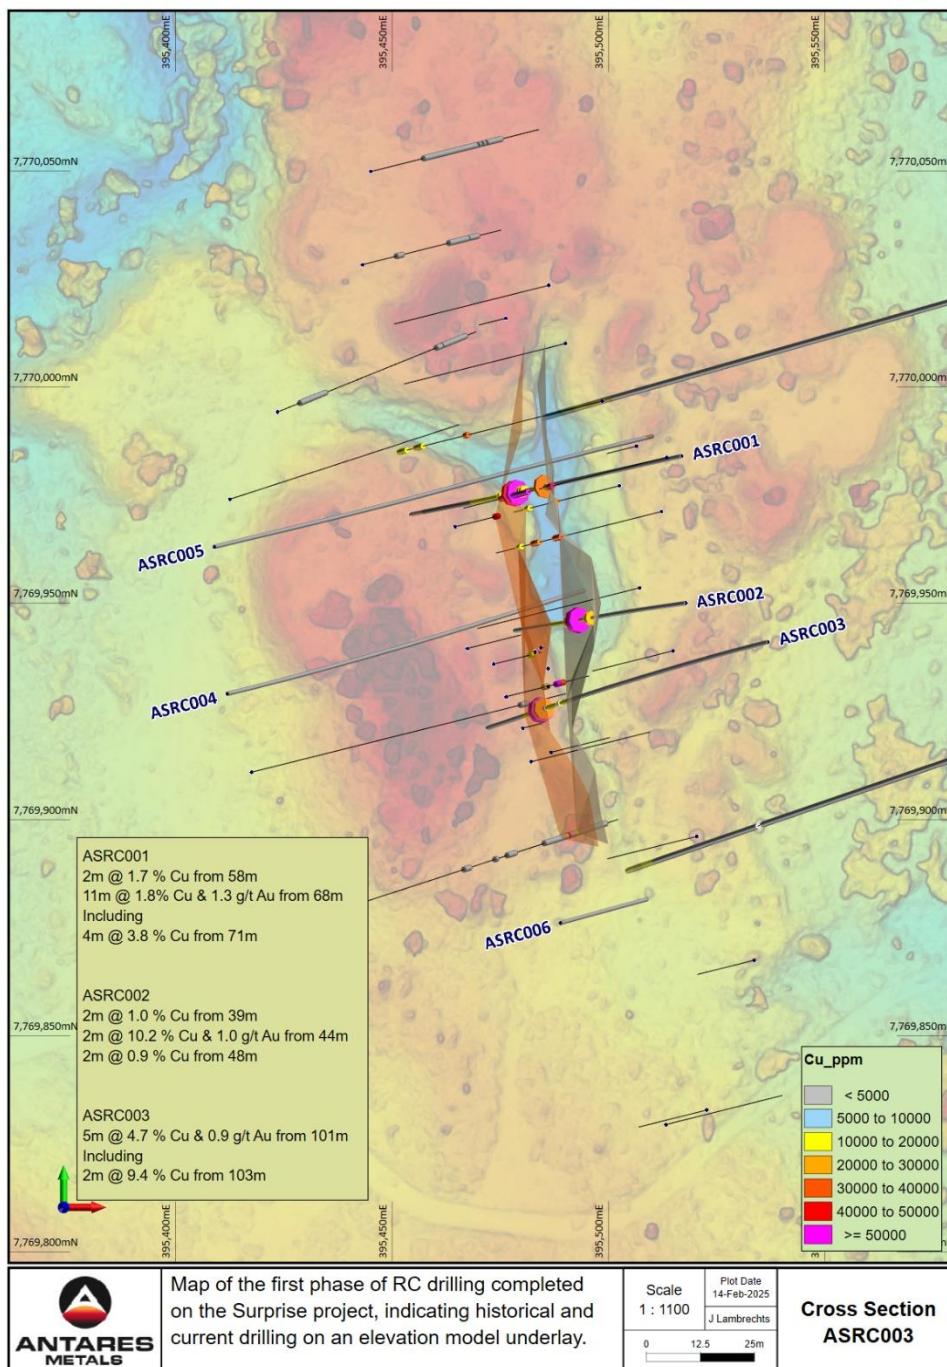 395,400mE
395,450mE
395,500mE
395,550mE
7,770,050mN
7,770,050m
7,770,000mN
7,770,000m
ASRC001
ASRC005
7,769,950mN
7,769,950m
ASRC002
ASRC003
ASRC004
7,769,900mN
7,769,900m
ASRC006
7,769,850m
ASRC001
2m @ 1.7 % Cu from 58m
11m @ 1.8% Cu & 1.3 g/t Au from 68m
Including
4m @ 3.8 % Cu from 71m
ASRC002
2m @ 1.0 % Cu from 39m
2m @ 10.2 % Cu & 1.0 g/t Au from 44m
2m @ 0.9 % Cu from 48m
ASRC003
5m @ 4.7 % Cu & 0.9 g/t Au from 101m
Including
2m @ 9.4 % Cu from 103m
Cu_ppm
< 5000
5000 to 10000
10000 to 20000
20000 to 30000
30000 to 40000
40000 to 50000
>= 50000
7,769,800mN
395,400mE
395,450mE
395,500mE
ANTARES
METALS
Map of the first phase of RC drilling completed
on the Surprise project, indicating historical and
current drilling on an elevation model underlay.
Scale
1 : 1100
Plot Date
14-Feb-2025
J Lambrechts
0 12.5 25m
Cross Section
ASRC003